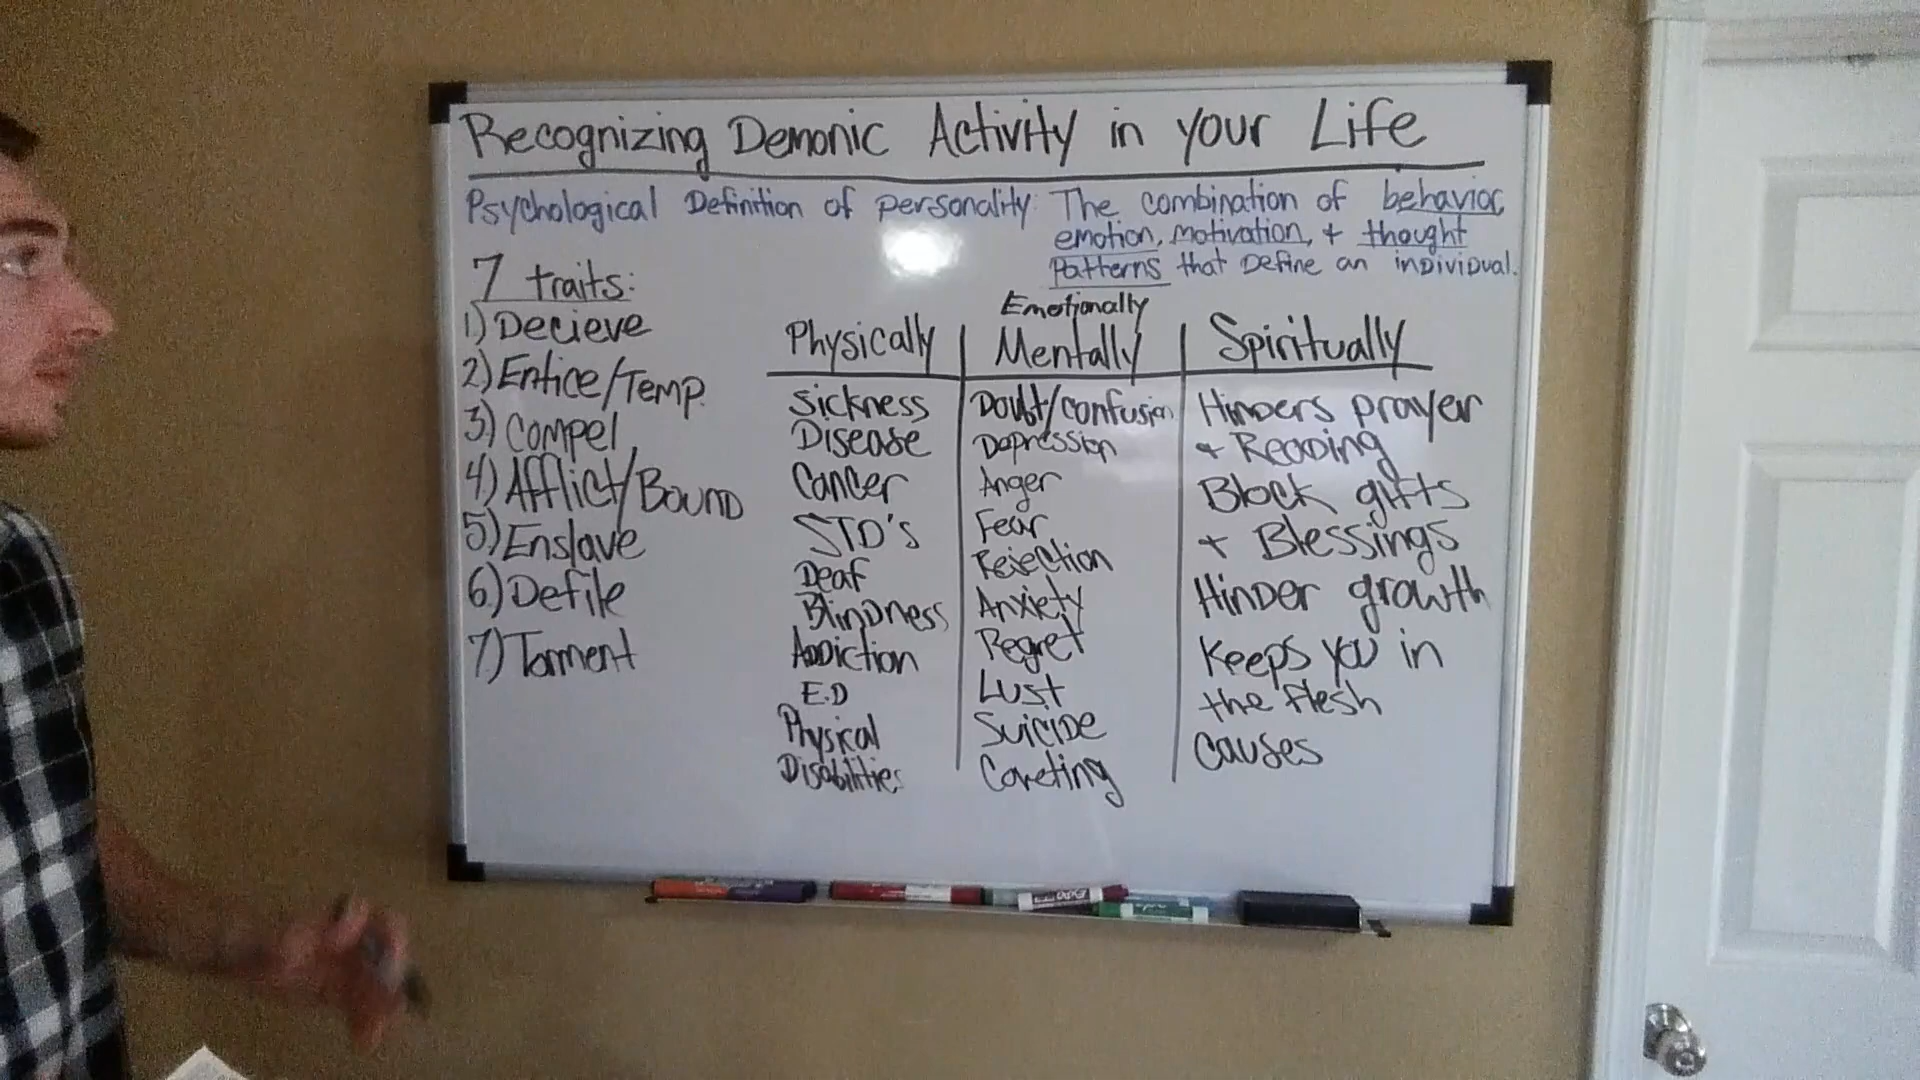 Recognizing Demonic Activity in your Life
Psychological Definition of personality: The combination of behavior,
emotion, motivation, + thought
Patterns that Define an inDiviDual.
7 traits:
1) Decieve
2) Entice/Temp.
3) Compel
4) Afflict/Bound
5) Enslave
6) Defile
7) Torment
Physically
Sickness
Disease
Cancer
STD's
Deaf
BlinDness
ADDiction
E.D
Physical
Disabilities
Emotionally
Mentally
Doubt/confusion
Depression
Anger
Fear
Rejection
Anxiety
Regret
Lust
SuiciDe
Coveting
Spiritually
HinDers prayer
+ ReaDing
Block gifts
+ Blessings
HinDer growth
Keeps you in
the flesh
causes
EXPO